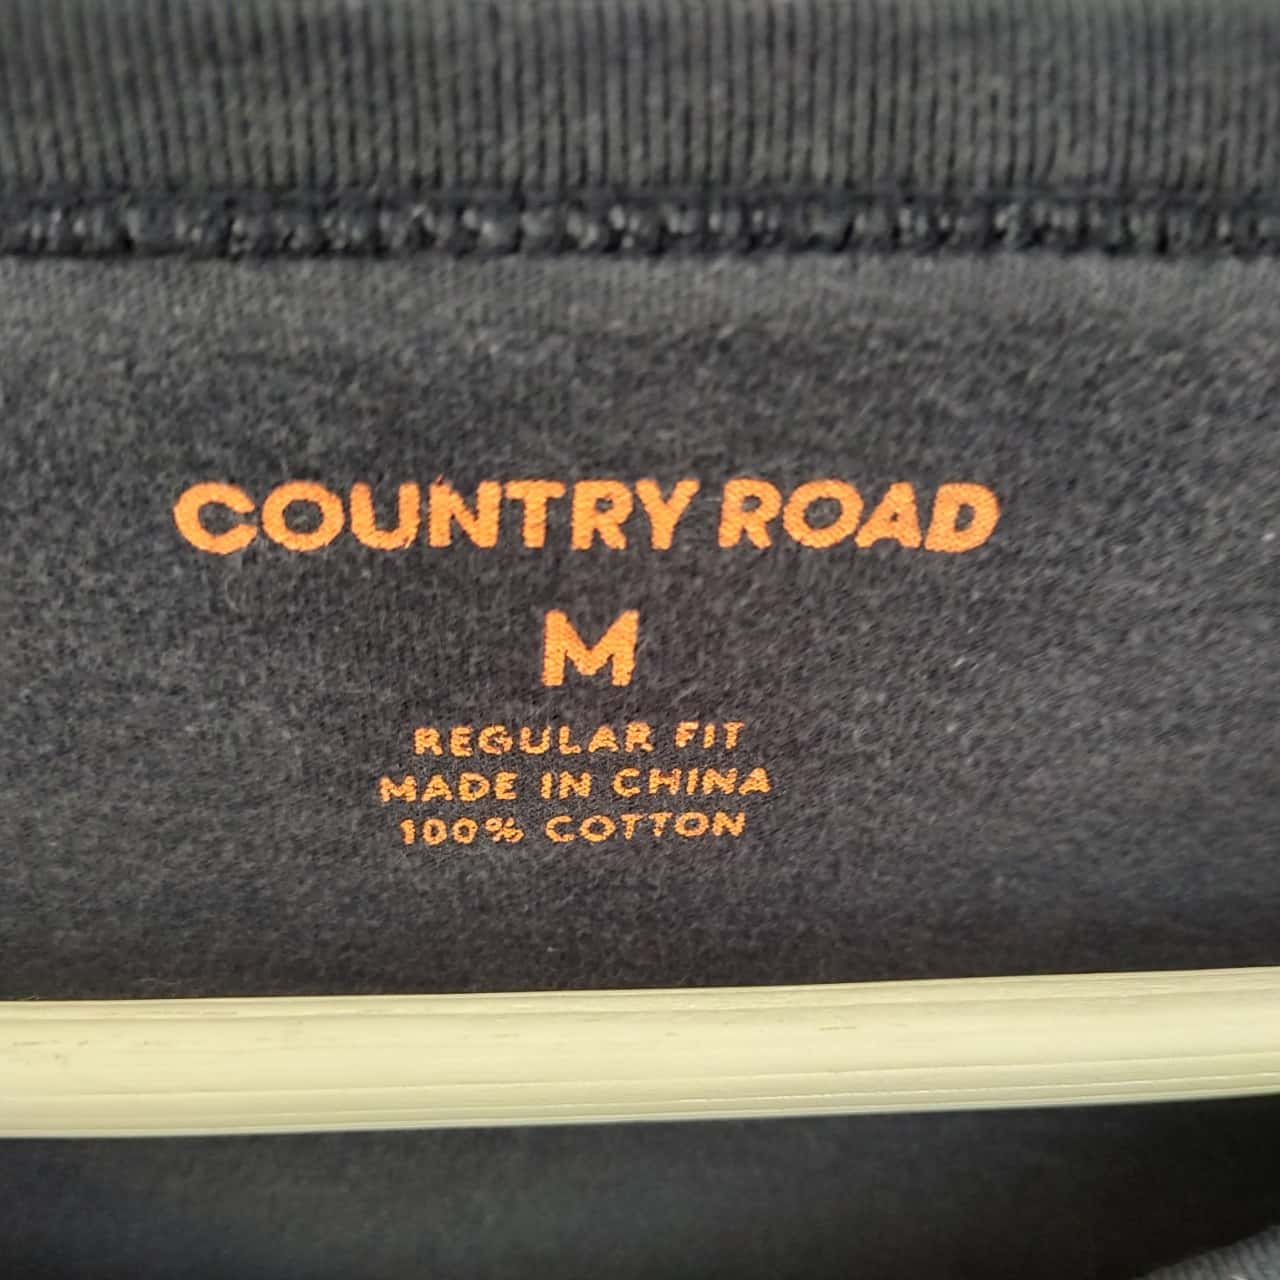 COUNTRY ROAD
M
REGULAR FIT
MADE IN CHINA
100% COTTON